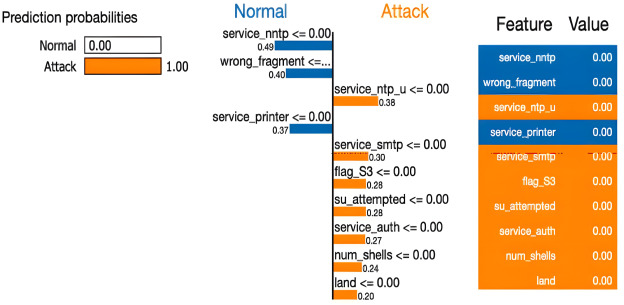 Prediction probabilities
Normal 0.00
Attack 1.00
Normal Attack
service_nntp <= 0.00
0.49
wrong_fragment <=...
0.40
service_ntp_u <= 0.00
0.38
service_printer <= 0.00
0.37
service_smtp <= 0.00
0.30
flag_S3 <= 0.00
0.28
su_attempted <= 0.00
0.28
service_auth <= 0.00
0.27
num_shells <= 0.00
0.24
land <= 0.00
0.20
Feature Value
service_nntp 0.00
wrong_fragment 0.00
service_ntp_u 0.00
service_printer 0.00
service_smtp 0.00
flag_S3 0.00
su_attempted 0.00
service_auth 0.00
num_shells 0.00
land 0.00